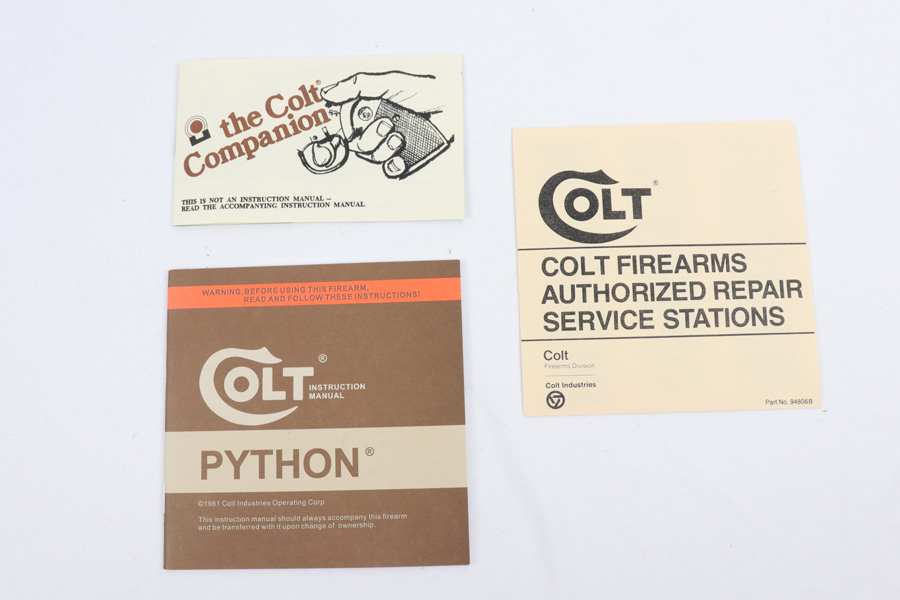 the Colt®
Companion
THIS IS NOT AN INSTRUCTION MANUAL —
READ THE ACCOMPANYING INSTRUCTION MANUAL
WARNING: BEFORE USING THIS FIREARM,
READ AND FOLLOW THESE INSTRUCTIONS!
COLT®
INSTRUCTION
MANUAL
PYTHON®
©1981 Colt Industries Operating Corp
This instruction manual should always accompany this firearm
and be transferred with it upon change of ownership.
COLT®
COLT FIREARMS
AUTHORIZED REPAIR
SERVICE STATIONS
Colt
Firearms Division
Colt Industries
Part No. 94806B